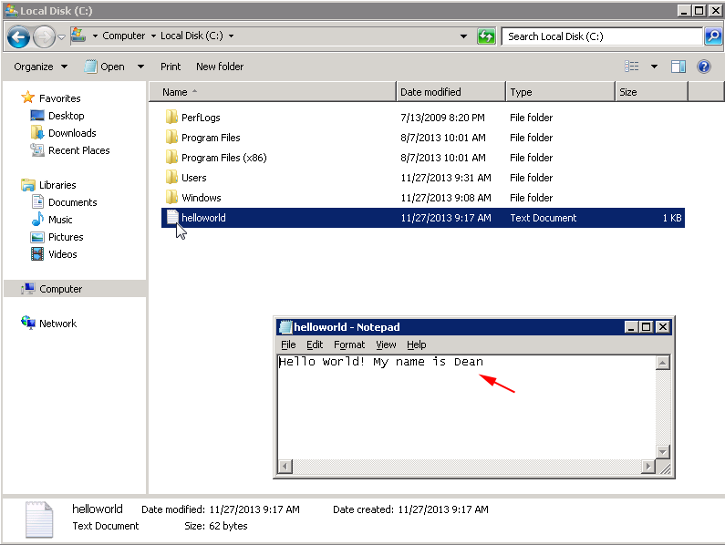 Local Disk (C:)
Computer Local Disk (C:) Search Local Disk (C:)
Organize Open Print New folder
Favorites
Desktop
Downloads
Recent Places
Libraries
Documents
Music
Pictures
Videos
Computer
Network
Name Date modified Type Size
PerfLogs 7/13/2009 8:20 PM File folder
Program Files 8/7/2013 10:01 AM File folder
Program Files (x86) 8/7/2013 10:01 AM File folder
Users 11/27/2013 9:31 AM File folder
Windows 11/27/2013 9:08 AM File folder
helloworld 11/27/2013 9:17 AM Text Document 1 KB
helloworld - Notepad
File Edit Format View Help
Hello World! My name is Dean
helloworld Date modified: 11/27/2013 9:17 AM Date created: 11/27/2013 9:17 AM
Text Document Size: 62 bytes